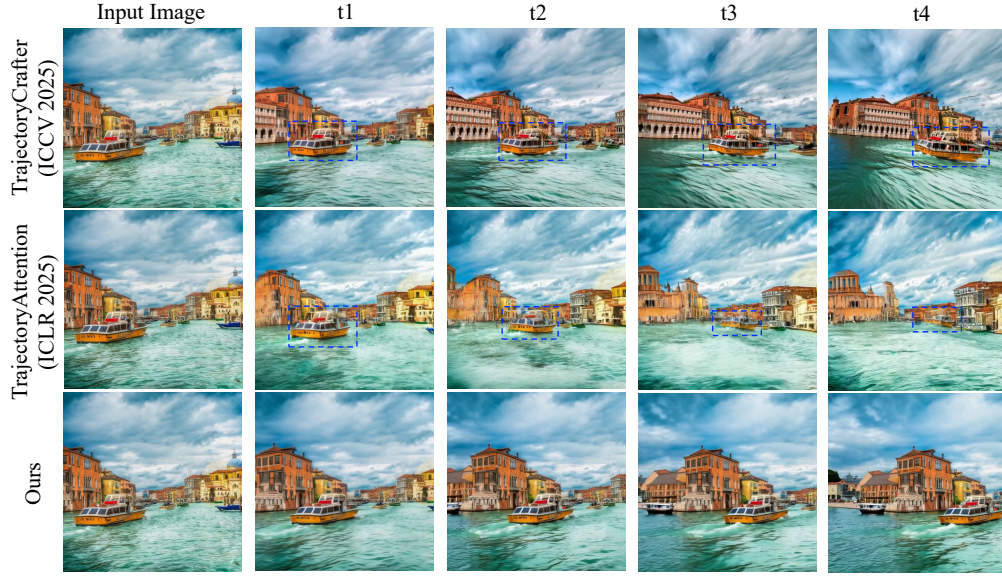 Input Image
t1
t2
t3
t4
TrajectoryCrafter
(ICCV 2025)
TrajectoryAttention
(ICLR 2025)
Ours